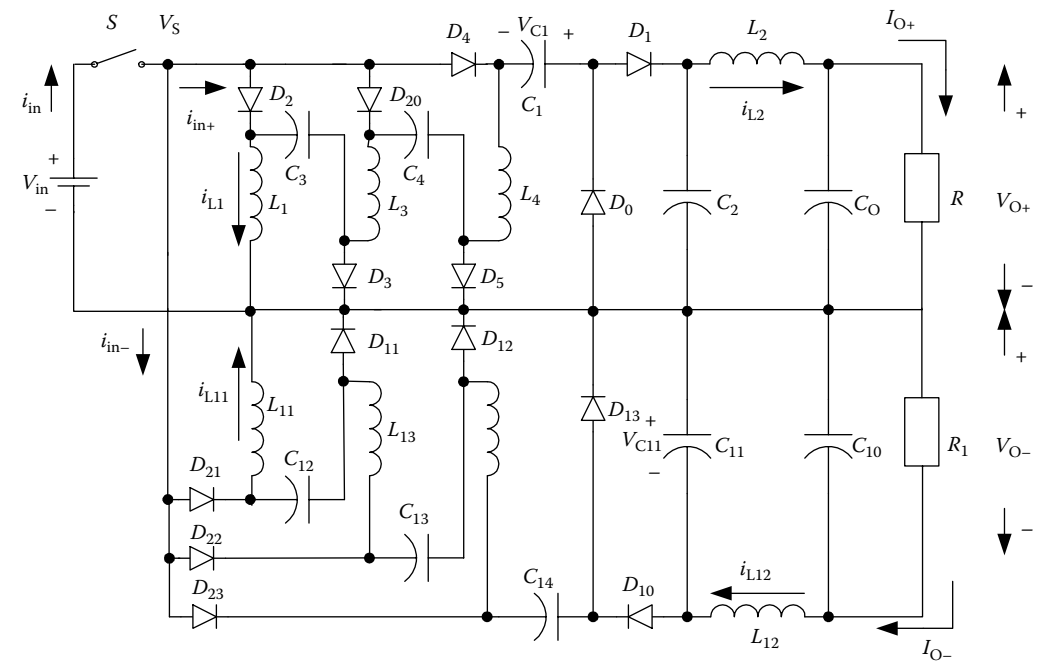 S V_S
D_4 − V_C1 + D_1 L_2 I_O+
i_in D_2 D_20 C_1 i_L2 +
i_in+
+
V_in
−
C_3 C_4
i_L1 L_1 L_3 L_4 D_0 C_2 C_O R V_O+
D_3 D_5 −
i_in− D_11 D_12 +
i_L11 L_11 L_13 D_13 +
V_C11 C_11 C_10 R_1 V_O−
−
D_21 C_12
D_22 C_13 −
D_23 C_14 D_10 i_L12
L_12 I_O−